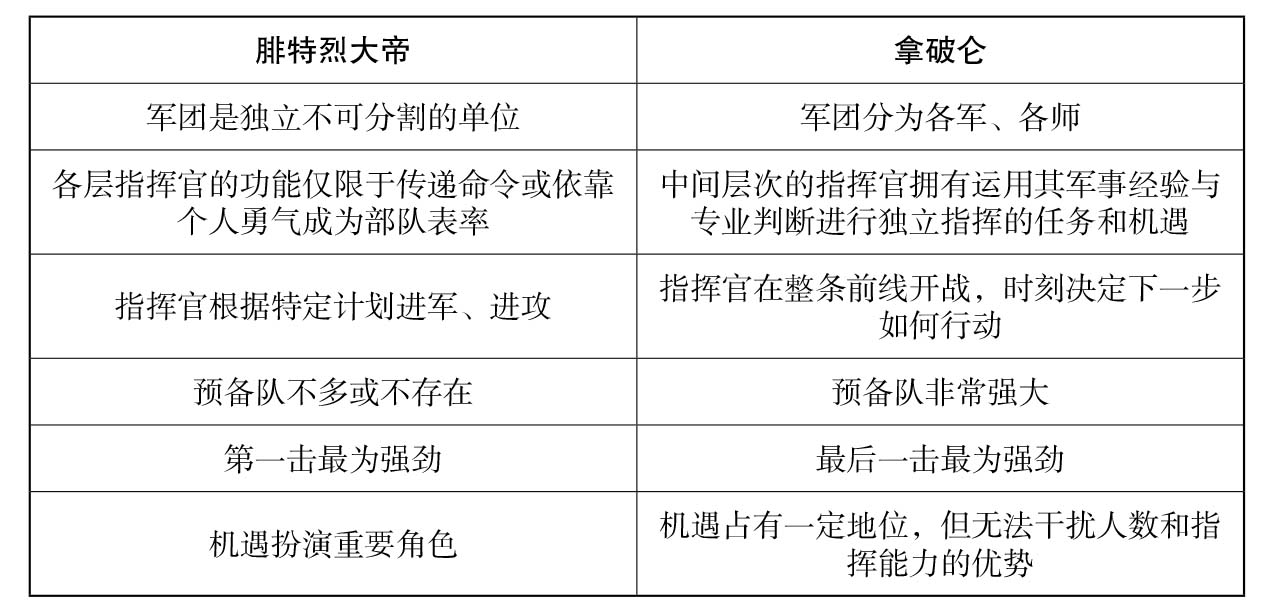 腓特烈大帝
拿破仑
军团是独立不可分割的单位
军团分为各军、各师
各层指挥官的功能仅限于传递命令或依靠
个人勇气成为部队表率
中间层次的指挥官拥有运用其军事经验与
专业判断进行独立指挥的任务和机遇
指挥官根据特定计划进军、进攻
指挥官在整条前线开战，时刻决定下一步
如何行动
预备队不多或不存在
预备队非常强大
第一击最为强劲
最后一击最为强劲
机遇扮演重要角色
机遇占有一定地位，但无法干扰人数和指
挥能力的优势